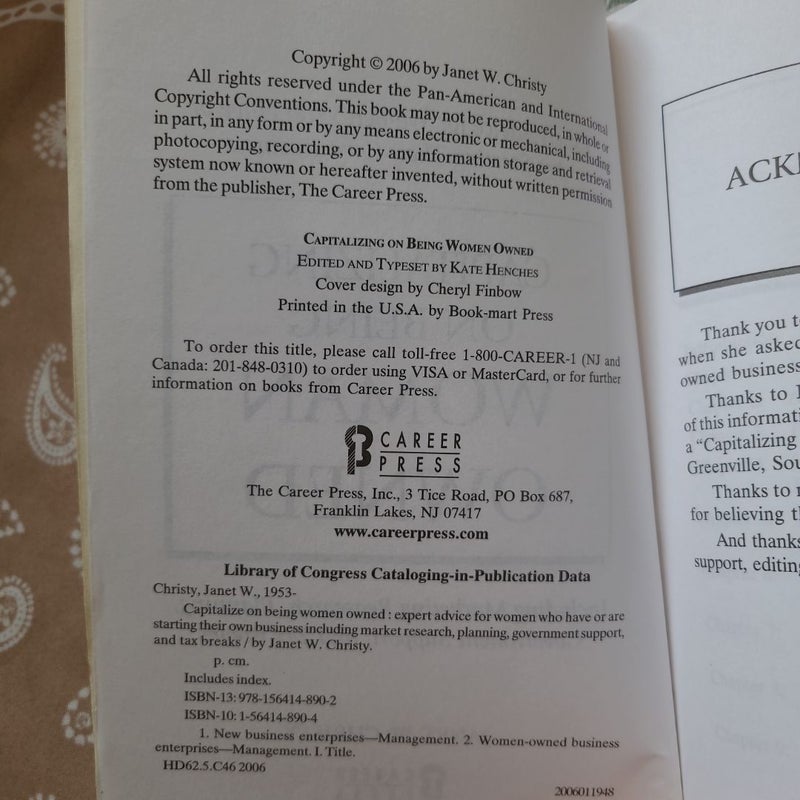 Copyright © 2006 by Janet W. Christy
All rights reserved under the Pan-American and International
Copyright Conventions. This book may not be reproduced, in whole or
in part, in any form or by any means electronic or mechanical, including
photocopying, recording, or by any information storage and retrieval
system now known or hereafter invented, without written permission
from the publisher, The Career Press.
CAPITALIZING ON BEING WOMEN OWNED
EDITED AND TYPESET BY KATE HENCHES
Cover design by Cheryl Finbow
Printed in the U.S.A. by Book-mart Press
To order this title, please call toll-free 1-800-CAREER-1 (NJ and
Canada: 201-848-0310) to order using VISA or MasterCard, or for further
information on books from Career Press.
CAREER
PRESS
The Career Press, Inc., 3 Tice Road, PO Box 687,
Franklin Lakes, NJ 07417
www.careerpress.com
Library of Congress Cataloging-in-Publication Data
Christy, Janet W., 1953-
Capitalize on being women owned : expert advice for women who have or are
starting their own business including market research, planning, government support,
and tax breaks / by Janet W. Christy.
p. cm.
Includes index.
ISBN-13: 978-156414-890-2
ISBN-10: 1-56414-890-4
1. New business enterprises—Management. 2. Women-owned business
enterprises—Management. I. Title.
HD62.5.C46 2006
2006011948
Thank you
when she asked
owned business
Thanks to
of this
a “Capitalizing
Greenville,
Thanks to
for believing
And thanks
support,